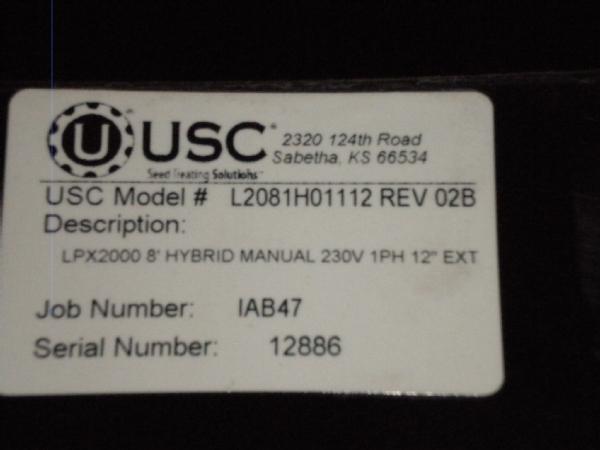 U USC 2320 124th Road
Sabetha, KS 66534
Seed Treating Solutions
USC Model # L2081H01112 REV 02B
Description:
LPX2000 8' HYBRID MANUAL 230V 1PH 12" EXT
Job Number: IAB47
Serial Number: 12886